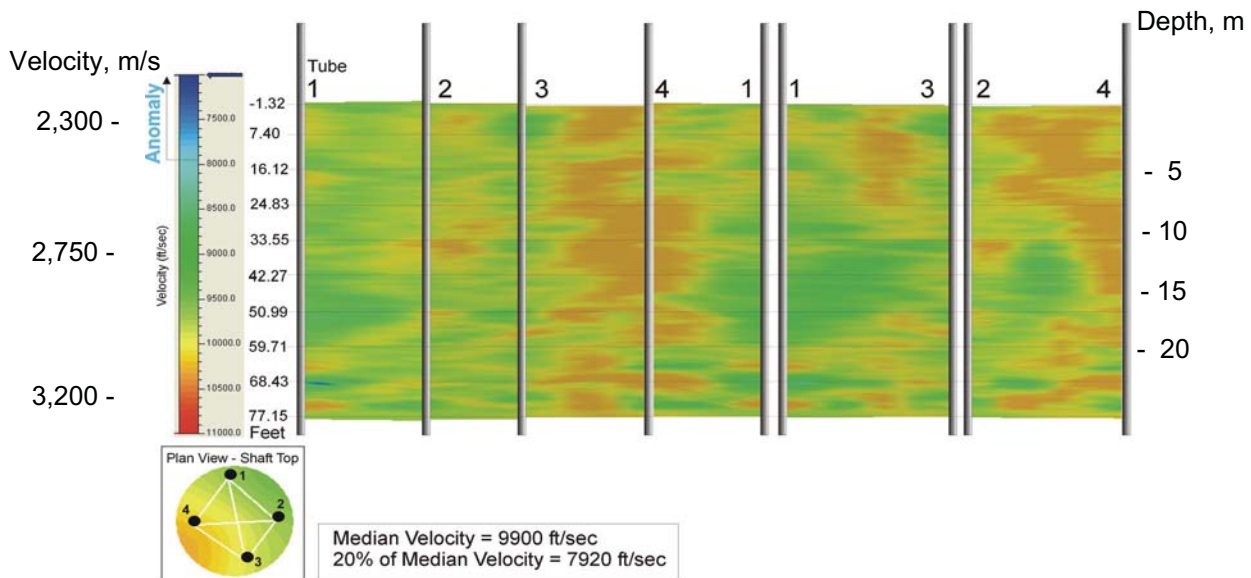 Velocity, m/s
2,300 -
2,750 -
3,200 -
Anomaly
Velocity (ft/sec)
7500.0
8000.0
8500.0
9000.0
9500.0
10000.0
10500.0
11000.0
Tube
1 2 3 4 1 1 3 2 4
-1.32
7.40
16.12
24.83
33.55
42.27
50.99
59.71
68.43
77.15
Feet
Depth, m
- 5
- 10
- 15
- 20
Plan View - Shaft Top
1
2
4
3
Median Velocity = 9900 ft/sec
20% of Median Velocity = 7920 ft/sec